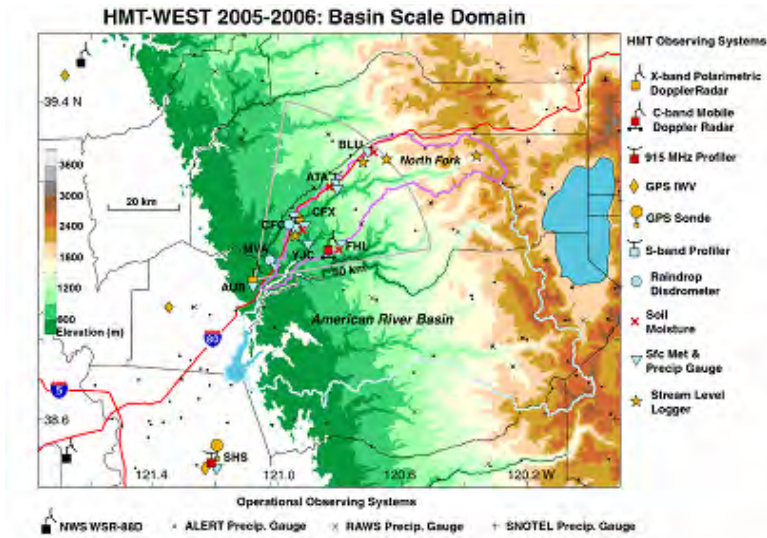 HMT-WEST 2005-2006: Basin Scale Domain
HMT Observing Systems
X-band Polarimetric
DopplerRadar
C-band Mobile
Doppler Radar
915 MHz Profiler
GPS IWV
GPS Sonde
S-band Profiler
Raindrop
Disdrometer
Soil
Moisture
Sfc Met &
Precip Gauge
Stream Level
Logger
39.4 N
3600
3000
2400
1800
1200
600
Elevation (m)
20 km
BLU
North Fork
ATA
CFX
CFC
MVA
YJC
FHL
AUB
50 km
American River Basin
80
5
38.6
SHS
121.4
121.0
120.6
120.2 W
Operational Observing Systems
NWS WSR-88D
ALERT Precip. Gauge
RAWS Precip. Gauge
SNOTEL Precip. Gauge